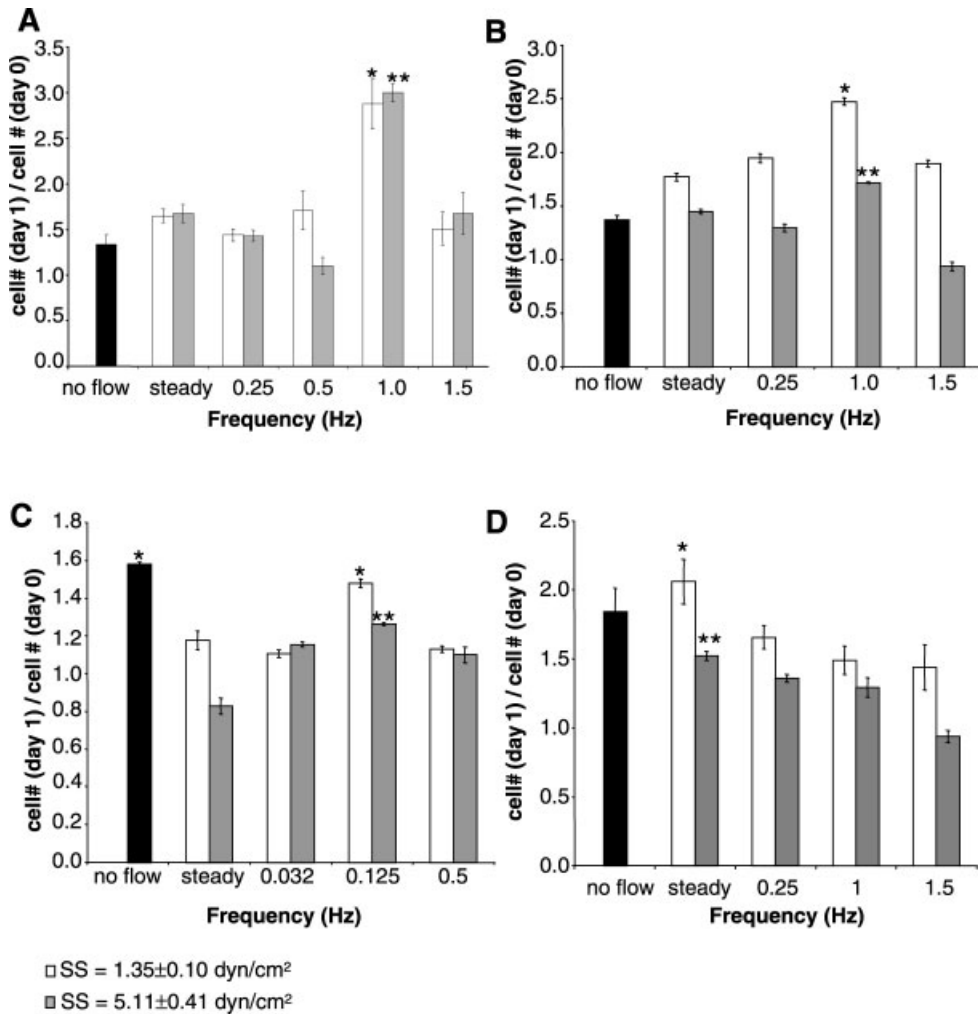 A
cell# (day 1) / cell # (day 0)
3.5
3.0
2.5
2.0
1.5
1.0
0.5
0.0
* **
no flow steady 0.25 0.5 1.0 1.5
Frequency (Hz)
B
cell# (day 1) / cell # (day 0)
3.0
2.5
2.0
1.5
1.0
0.5
0.0
*
**
no flow steady 0.25 1.0 1.5
Frequency (Hz)
C
cell# (day 1) / cell # (day 0)
1.8
1.6
1.4
1.2
1.0
0.8
0.6
0.4
0.2
0.0
* *
**
no flow steady 0.032 0.125 0.5
Frequency (Hz)
D
cell# (day 1) / cell # (day 0)
2.5
2.0
1.5
1.0
0.5
0.0
*
**
no flow steady 0.25 1 1.5
Frequency (Hz)
SS = 1.35±0.10 dyn/cm²
SS = 5.11±0.41 dyn/cm²